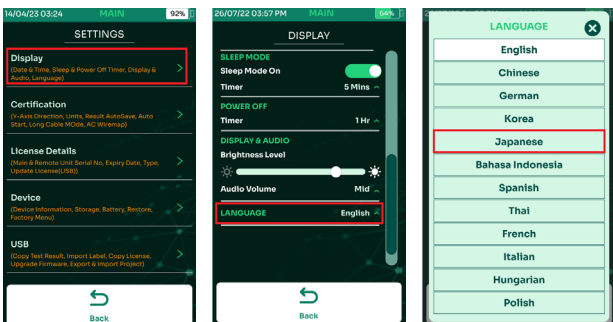 14/04/23 03:24 MAIN 92%
SETTINGS
Display
(Date & Time, Sleep & Power Off Timer, Display &
Audio, Language)
Certification
(Y-Axis Direction, Units, Result AutoSave, Auto
Start, Long Cable MOde, AC Wiremap)
License Details
(Main & Remote Unit Serial No, Expiry Date, Type,
Update License(USB))
Device
(Device Information, Storage, Battery, Restore,
Factory Menu)
USB
(Copy Test Result, Import Label, Copy License,
Upgrade Firmware, Export & Import Project)
Back
26/07/22 03:57 PM MAIN 64%
DISPLAY
SLEEP MODE
Sleep Mode On
Timer 5 Mins
POWER OFF
Timer 1 Hr
DISPLAY & AUDIO
Brightness Level
Audio Volume Mid
LANGUAGE English
Back
LANGUAGE
English
Chinese
German
Korea
Japanese
Bahasa Indonesia
Spanish
Thai
French
Italian
Hungarian
Polish